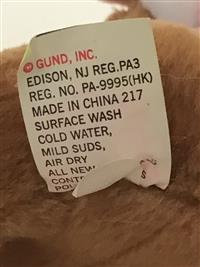 GUND, INC.
EDISON, NJ REG.PA3
REG. NO. PA-9995(HK)
MADE IN CHINA 217
SURFACE WASH
COLD WATER,
MILD SUDS,
AIR DRY
ALL NEW